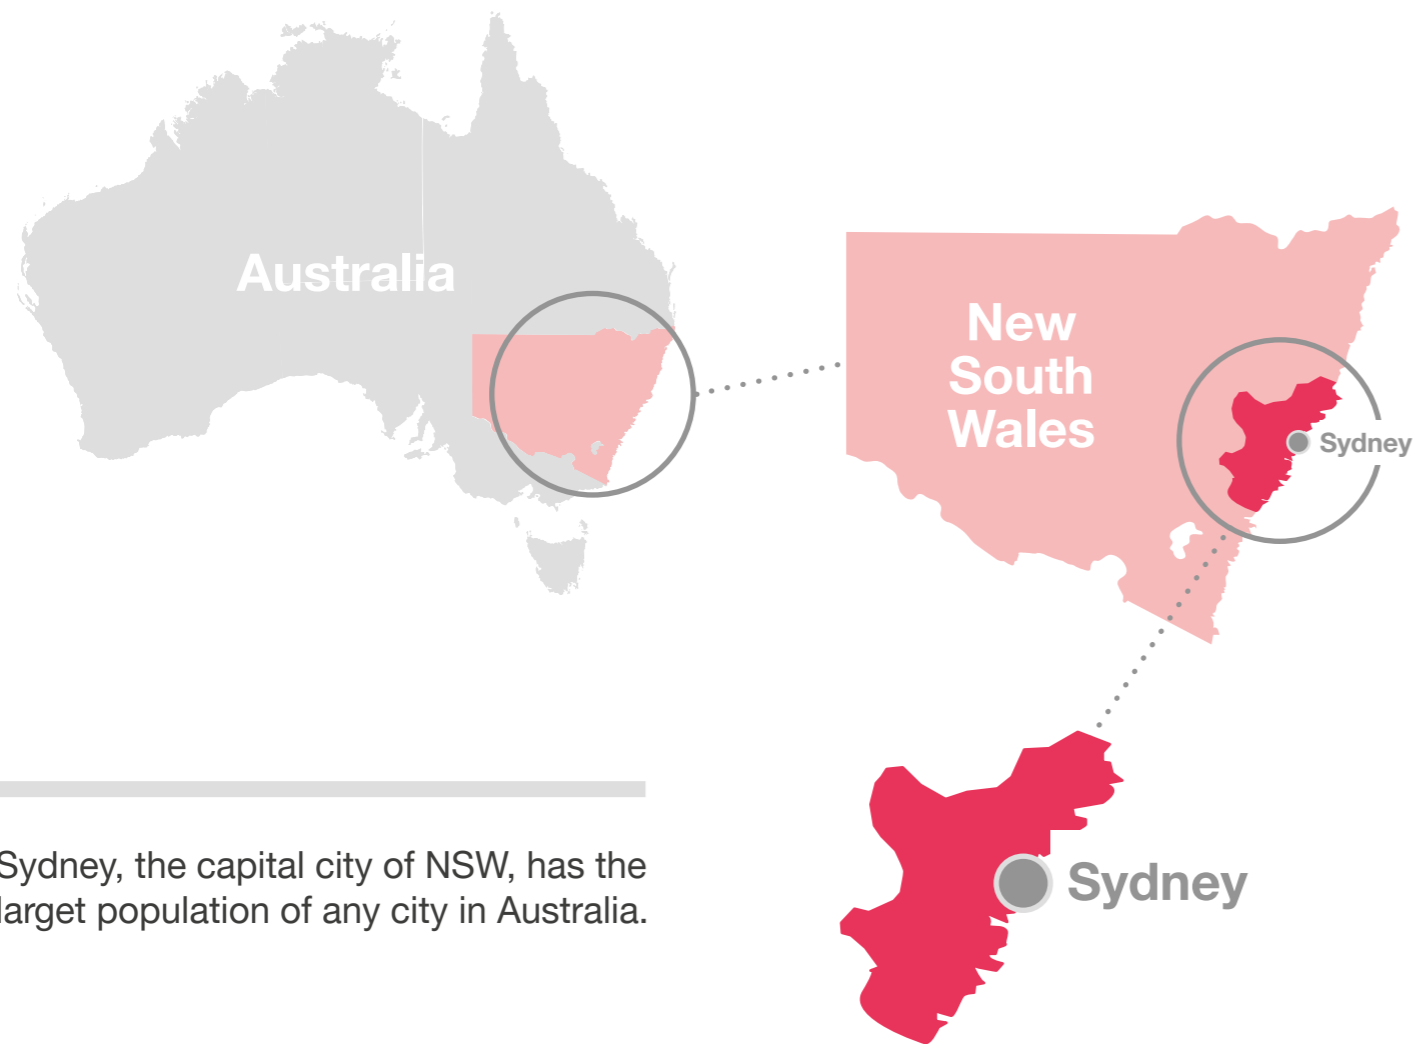 Australia
New
South
Wales
Sydney
Sydney
Sydney, the capital city of NSW, has the
larget population of any city in Australia.